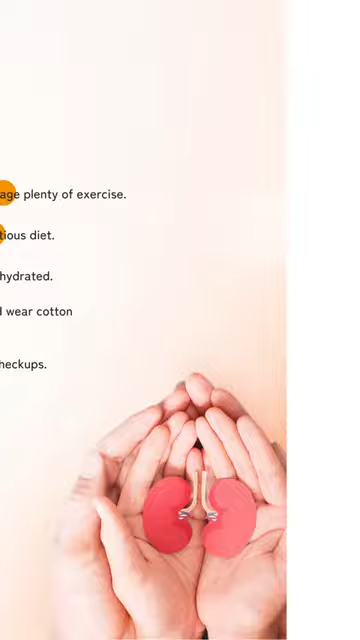 age plenty of exercise.
tious diet.
hydrated.
wear cotton
heckups.